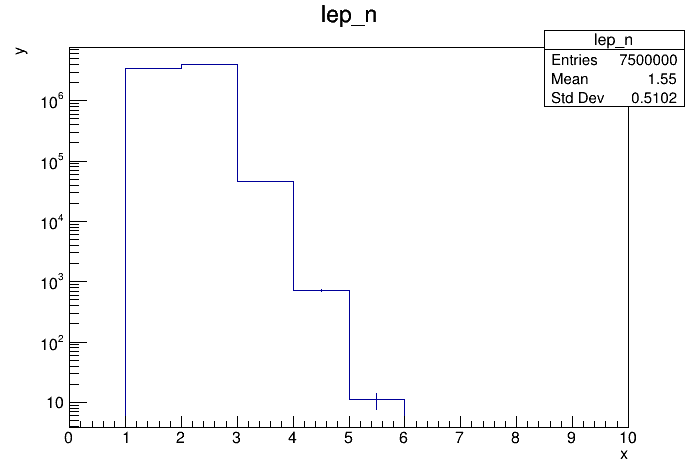 lep_n
lep_n
Entries 7500000
Mean 1.55
Std Dev 0.5102
y
10^6
10^5
10^4
10^3
10^2
10
0 1 2 3 4 5 6 7 8 9 10
x